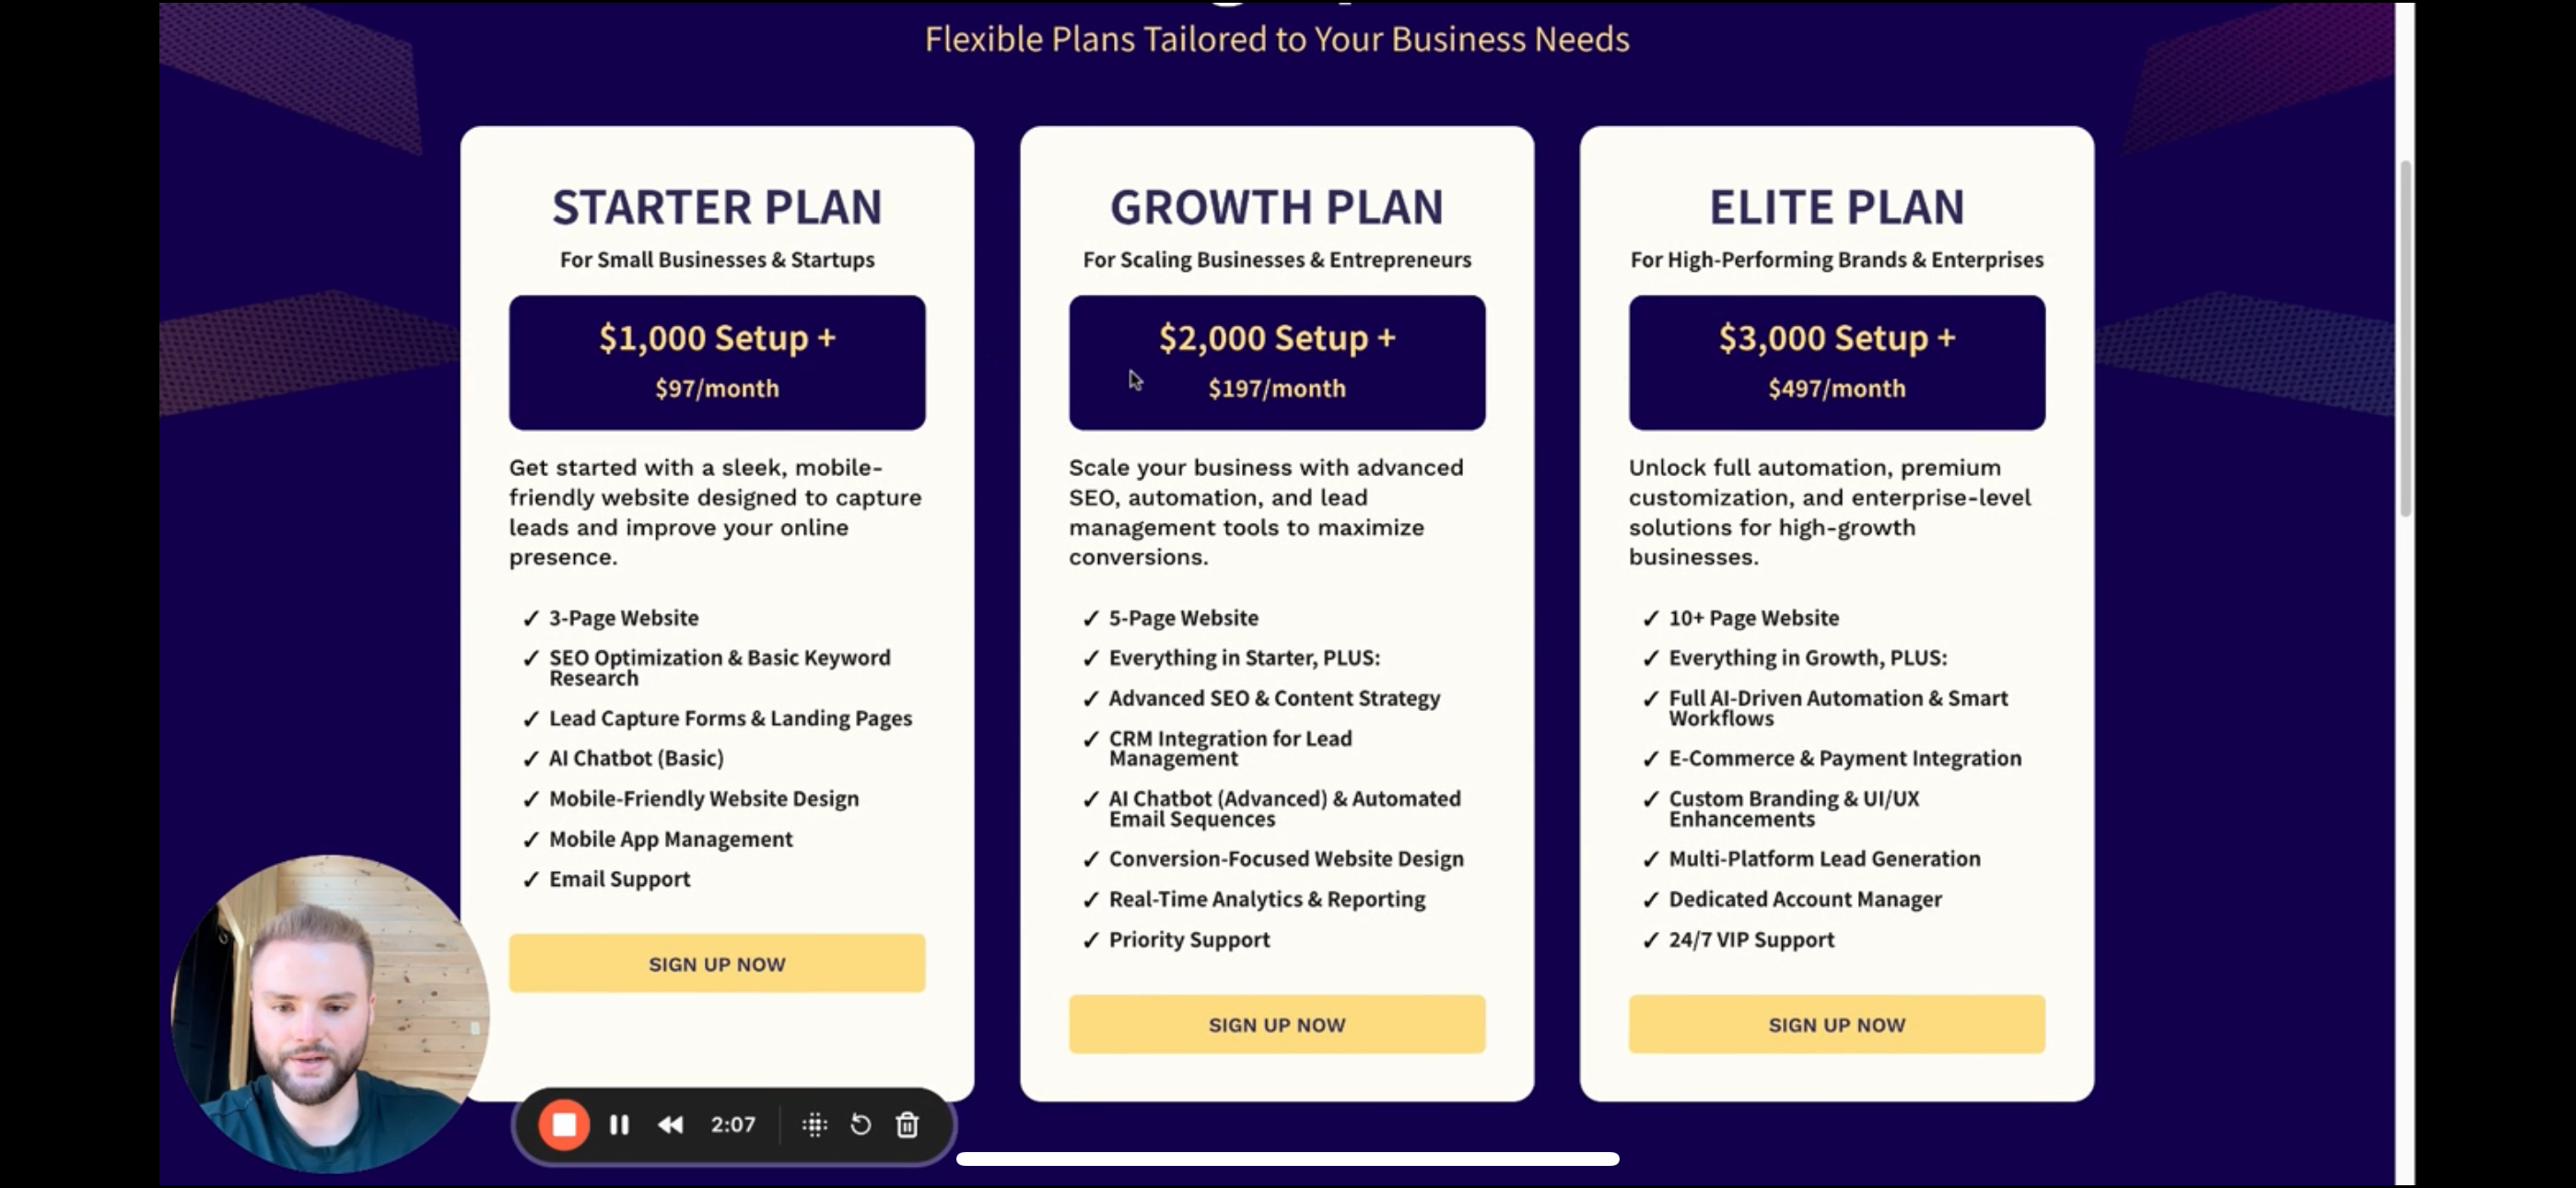 Flexible Plans Tailored to Your Business Needs
STARTER PLAN
For Small Businesses & Startups
$1,000 Setup +
$97/month
Get started with a sleek, mobile-
friendly website designed to capture
leads and improve your online
presence.
✓ 3-Page Website
✓ SEO Optimization & Basic Keyword
Research
✓ Lead Capture Forms & Landing Pages
✓ AI Chatbot (Basic)
✓ Mobile-Friendly Website Design
✓ Mobile App Management
✓ Email Support
SIGN UP NOW
GROWTH PLAN
For Scaling Businesses & Entrepreneurs
$2,000 Setup +
$197/month
Scale your business with advanced
SEO, automation, and lead
management tools to maximize
conversions.
✓ 5-Page Website
✓ Everything in Starter, PLUS:
✓ Advanced SEO & Content Strategy
✓ CRM Integration for Lead
Management
✓ AI Chatbot (Advanced) & Automated
Email Sequences
✓ Conversion-Focused Website Design
✓ Real-Time Analytics & Reporting
✓ Priority Support
SIGN UP NOW
ELITE PLAN
For High-Performing Brands & Enterprises
$3,000 Setup +
$497/month
Unlock full automation, premium
customization, and enterprise-level
solutions for high-growth
businesses.
✓ 10+ Page Website
✓ Everything in Growth, PLUS:
✓ Full AI-Driven Automation & Smart
Workflows
✓ E-Commerce & Payment Integration
✓ Custom Branding & UI/UX
Enhancements
✓ Multi-Platform Lead Generation
✓ Dedicated Account Manager
✓ 24/7 VIP Support
SIGN UP NOW
2:07